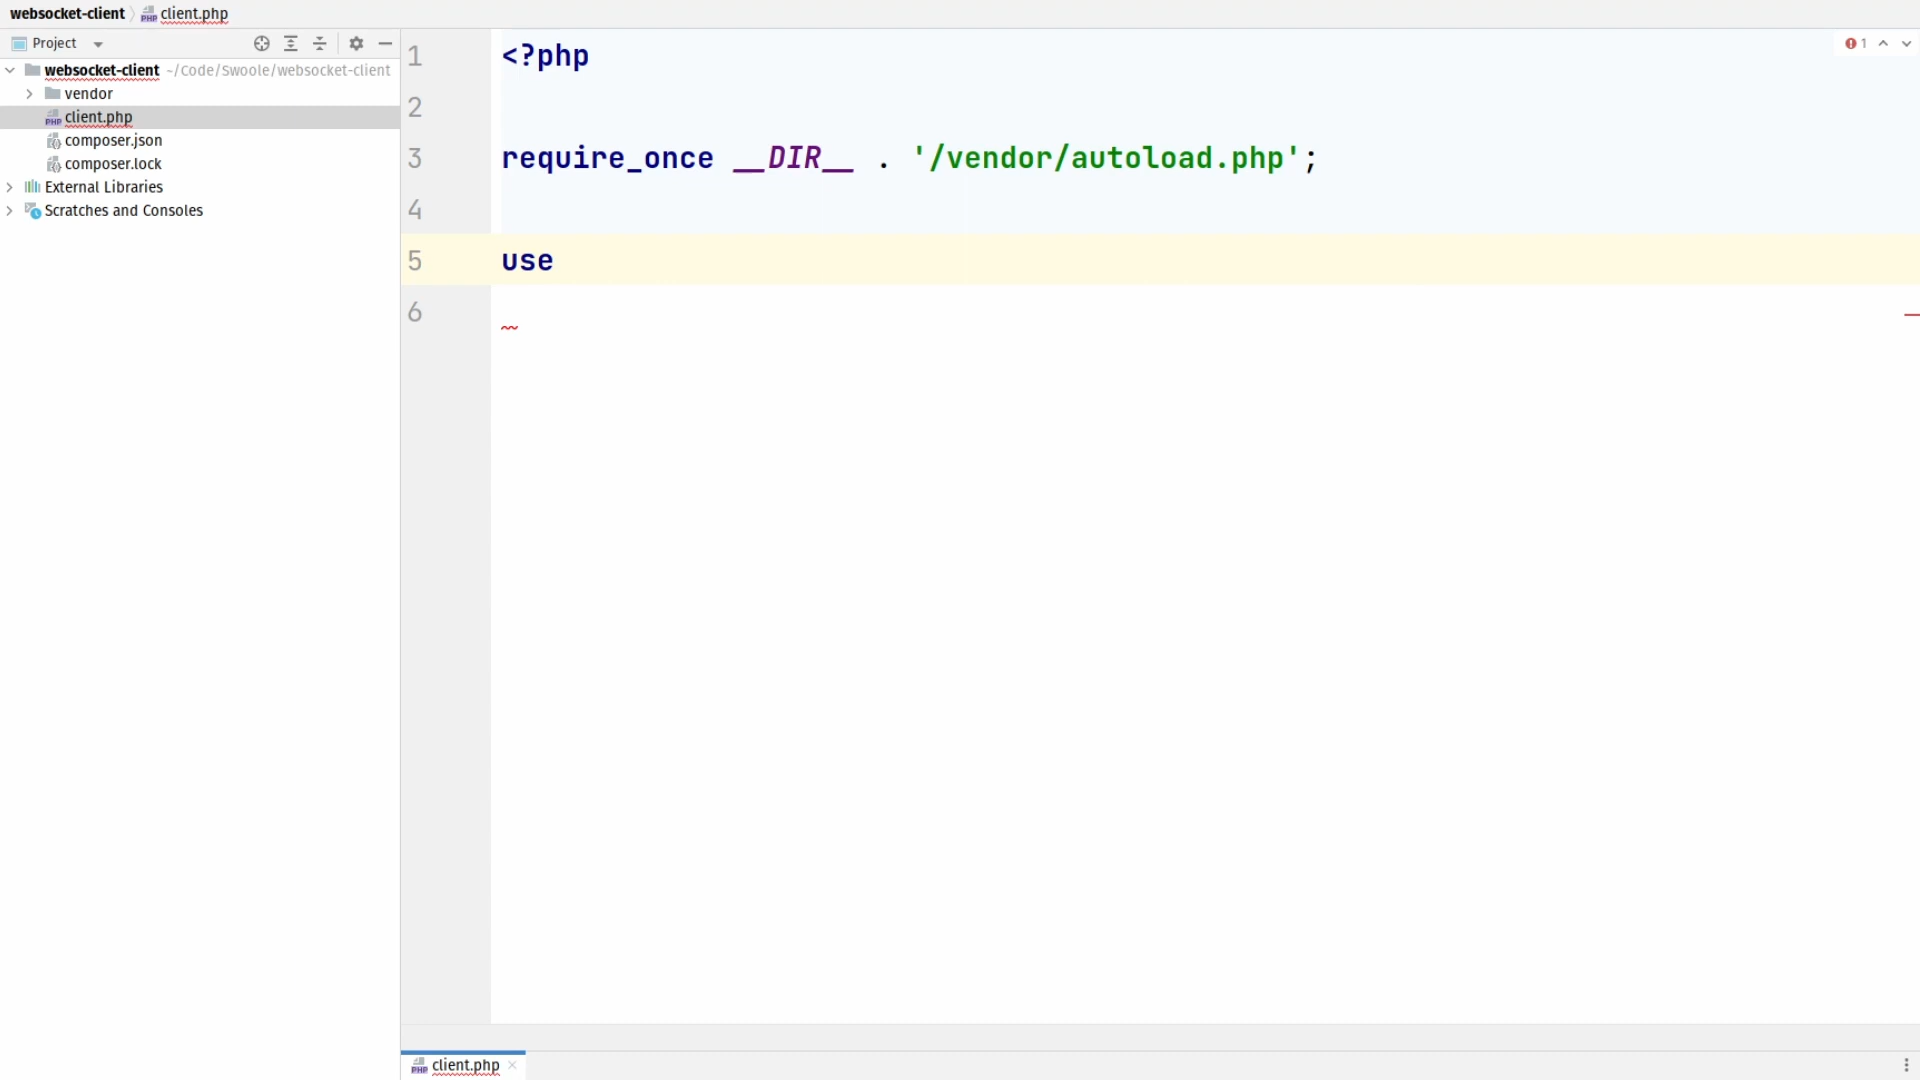 websocket-client client.php
Project
websocket-client ~/Code/Swoole/websocket-client
vendor
client.php
composer.json
composer.lock
External Libraries
Scratches and Consoles
1 <?php
2
3 require_once __DIR__ . '/vendor/autoload.php';
4
5 use
6
1
client.php